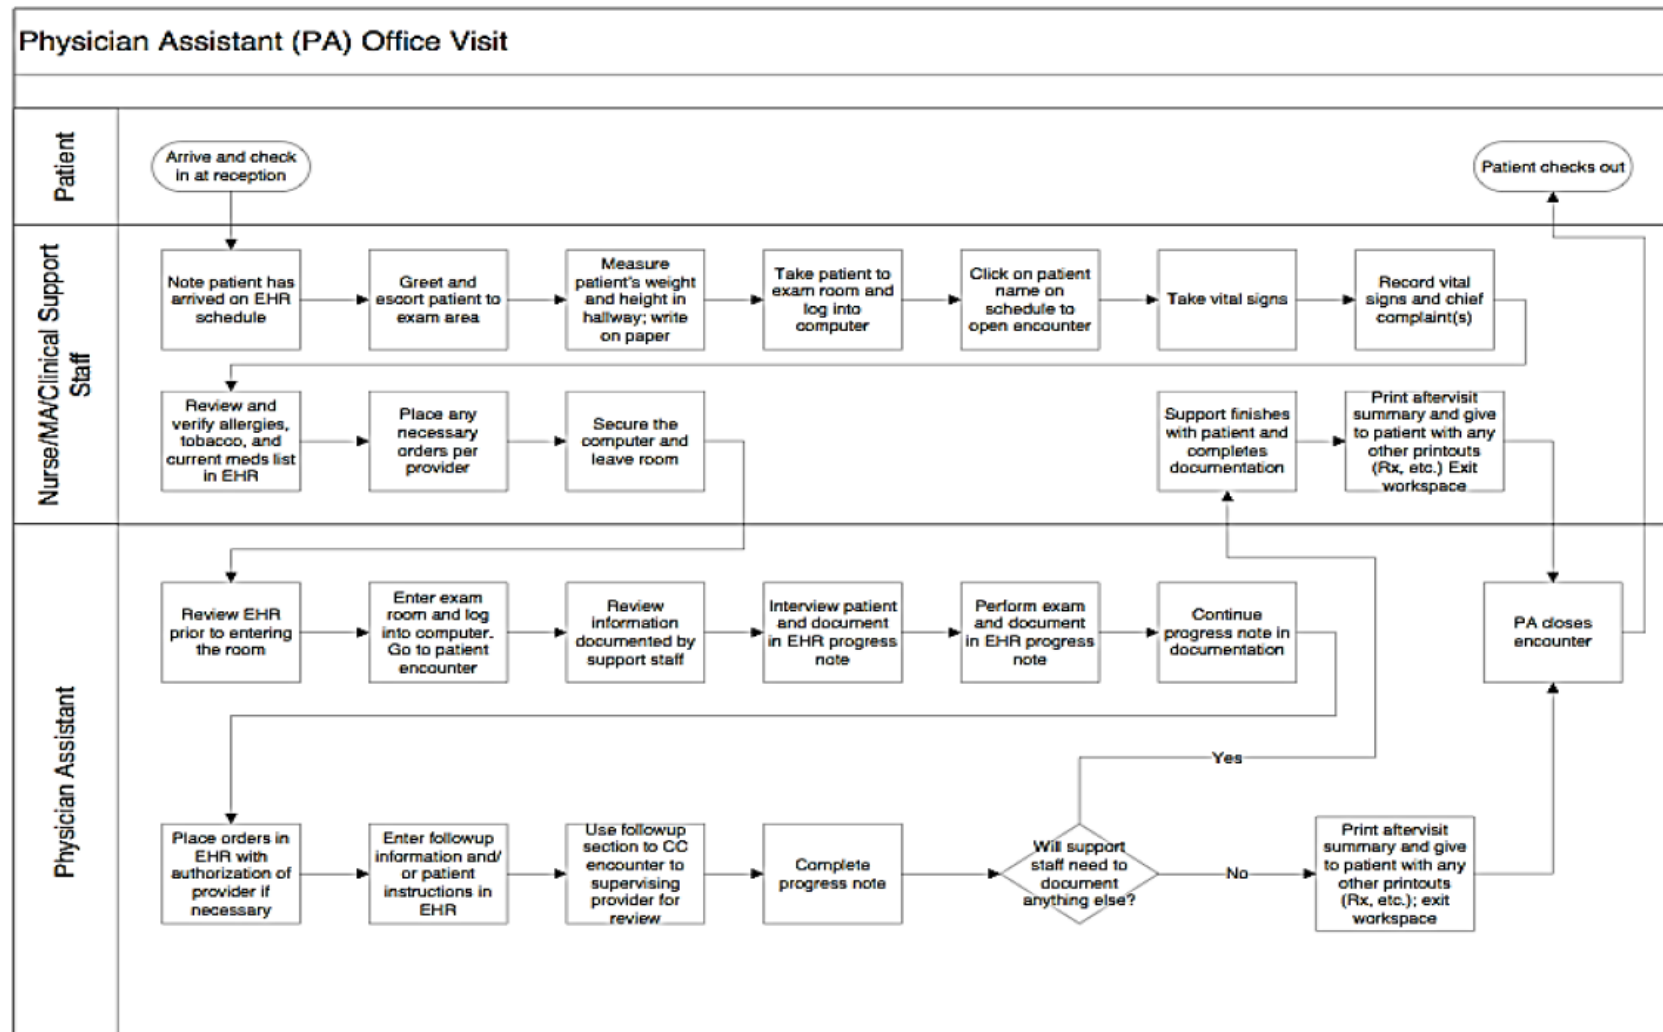 Physician Assistant (PA) Office Visit
Patient
Arrive and check
in at reception
Patient checks out
Nurse/MA/Clinical Support
Staff
Note patient has
arrived on EHR
schedule
Greet and
escort patient to
exam area
Measure
patient's weight
and height in
hallway; write
on paper
Take patient to
exam room and
log into
computer
Click on patient
name on
schedule to
open encounter
Take vital signs
Record vital
signs and chief
complaint(s)
Review and
verify allergies,
tobacco, and
current meds list
in EHR
Place any
necessary
orders per
provider
Secure the
computer and
leave room
Support finishes
with patient and
completes
documentation
Print aftervisit
summary and give
to patient with any
other printouts
(Rx, etc.) Exit
workspace
Physician Assistant
Review EHR
prior to entering
the room
Enter exam
room and log
into computer.
Go to patient
encounter
Review
information
documented by
support staff
Interview patient
and document
in EHR progress
note
Perform exam
and document
in EHR progress
note
Continue
progress note in
documentation
PA closes
encounter
Place orders in
EHR with
authorization of
provider if
necessary
Enter followup
information and/
or patient
instructions in
EHR
Use followup
section to CC
encounter to
supervising
provider for
review
Complete
progress note
Will support
staff need to
document
anything else?
Yes
No
Print aftervisit
summary and give
to patient with any
other printouts
(Rx, etc.); exit
workspace